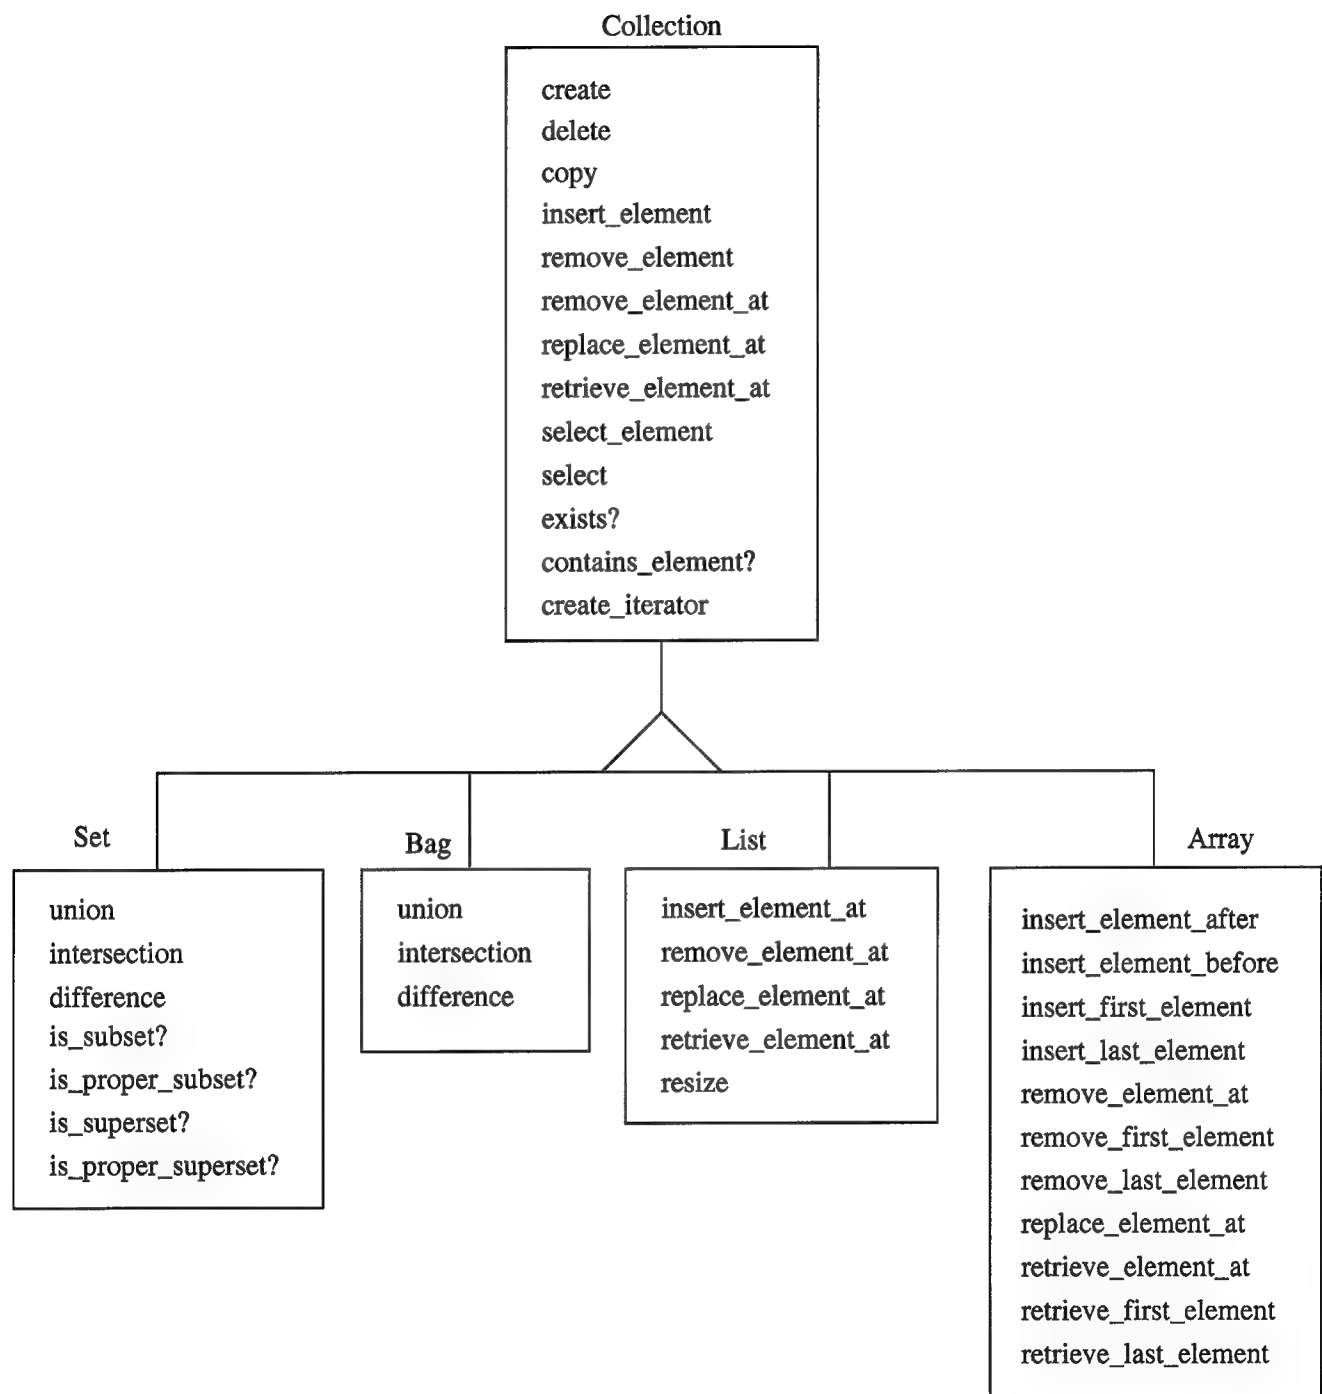 Collection
create
delete
copy
insert_element
remove_element
remove_element_at
replace_element_at
retrieve_element_at
select_element
select
exists?
contains_element?
create_iterator
Set
union
intersection
difference
is_subset?
is_proper_subset?
is_superset?
is_proper_superset?
Bag
union
intersection
difference
List
insert_element_at
remove_element_at
replace_element_at
retrieve_element_at
resize
Array
insert_element_after
insert_element_before
insert_first_element
insert_last_element
remove_element_at
remove_first_element
remove_last_element
replace_element_at
retrieve_element_at
retrieve_first_element
retrieve_last_element